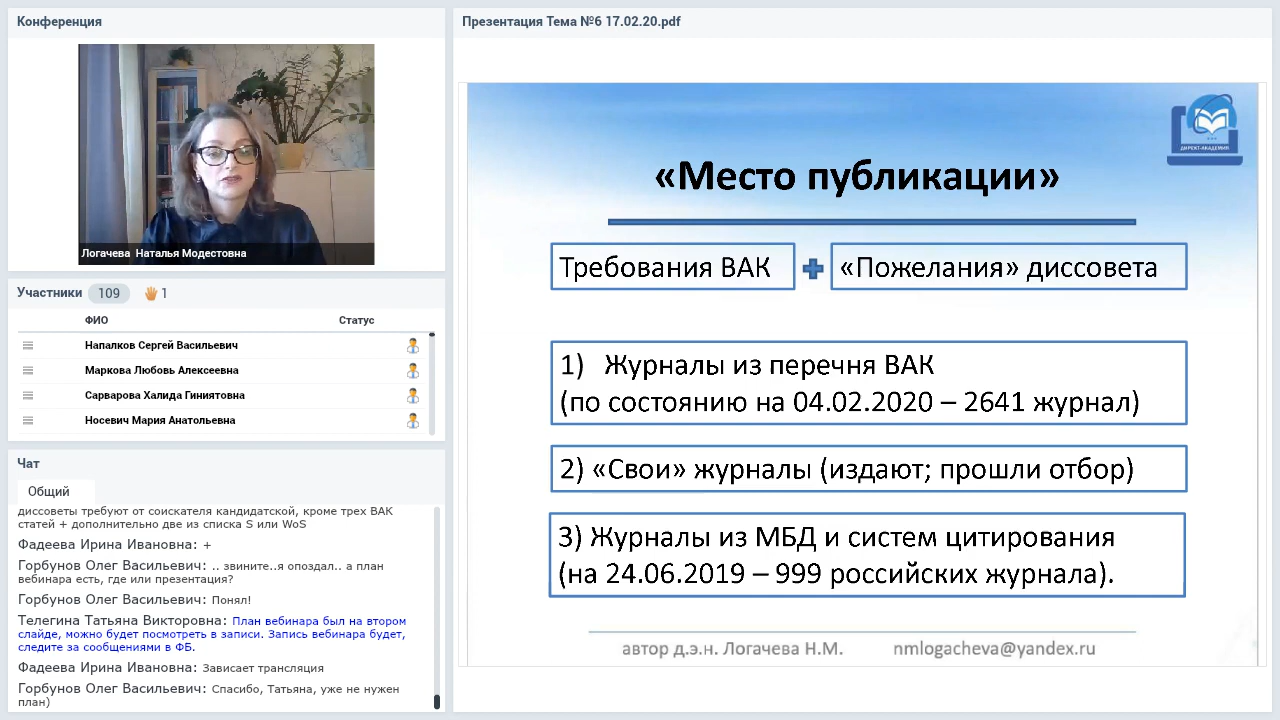 Конференция
Логачева Наталья Модестовна
Участники 109 1
ФИО Статус
Напалков Сергей Васильевич
Маркова Любовь Алексеевна
Сарварова Халида Гиниятовна
Носевич Мария Анатольевна
Чат
Общий
диссоветы требуют от соискателя кандидатской, кроме трех ВАК
статей + дополнительно две из списка S или WoS
Фадеева Ирина Ивановна: +
Горбунов Олег Васильевич: .. звините..я опоздал.. а план
вебинара есть, где или презентация?
Горбунов Олег Васильевич: Понял!
Телегина Татьяна Викторовна: План вебинара был на втором
слайде, можно будет посмотреть в записи. Запись вебинара будет,
следите за сообщениями в ФБ.
Фадеева Ирина Ивановна: Зависает трансляция
Горбунов Олег Васильевич: Спасибо, Татьяна, уже не нужен
план)
Презентация Тема №6 17.02.20.pdf
ДИРЕКТ-АКАДЕМИЯ
«Место публикации»
Требования ВАК + «Пожелания» диссовета
1) Журналы из перечня ВАК
(по состоянию на 04.02.2020 – 2641 журнал)
2) «Свои» журналы (издают; прошли отбор)
3) Журналы из МБД и систем цитирования
(на 24.06.2019 – 999 российских журнала).
автор д.э.н. Логачева Н.М. nmlogacheva@yandex.ru